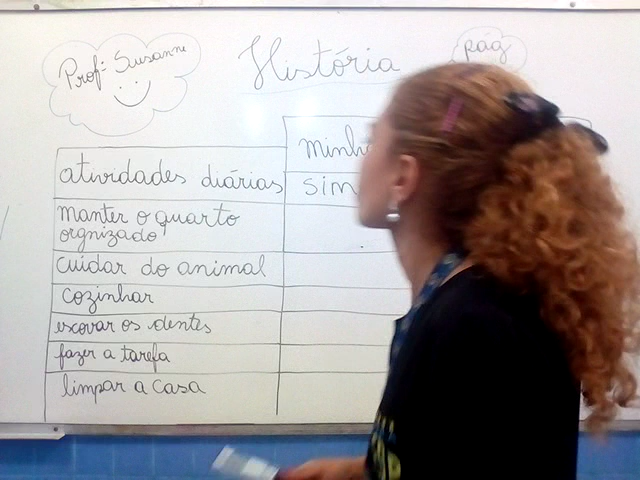 Prof: Susanne
História
pág
minh
atividades diárias
sim
manter o quarto
orgnizado
cuidar do animal
cozinhar
escovar os dentes
fazer a tarefa
limpar a casa